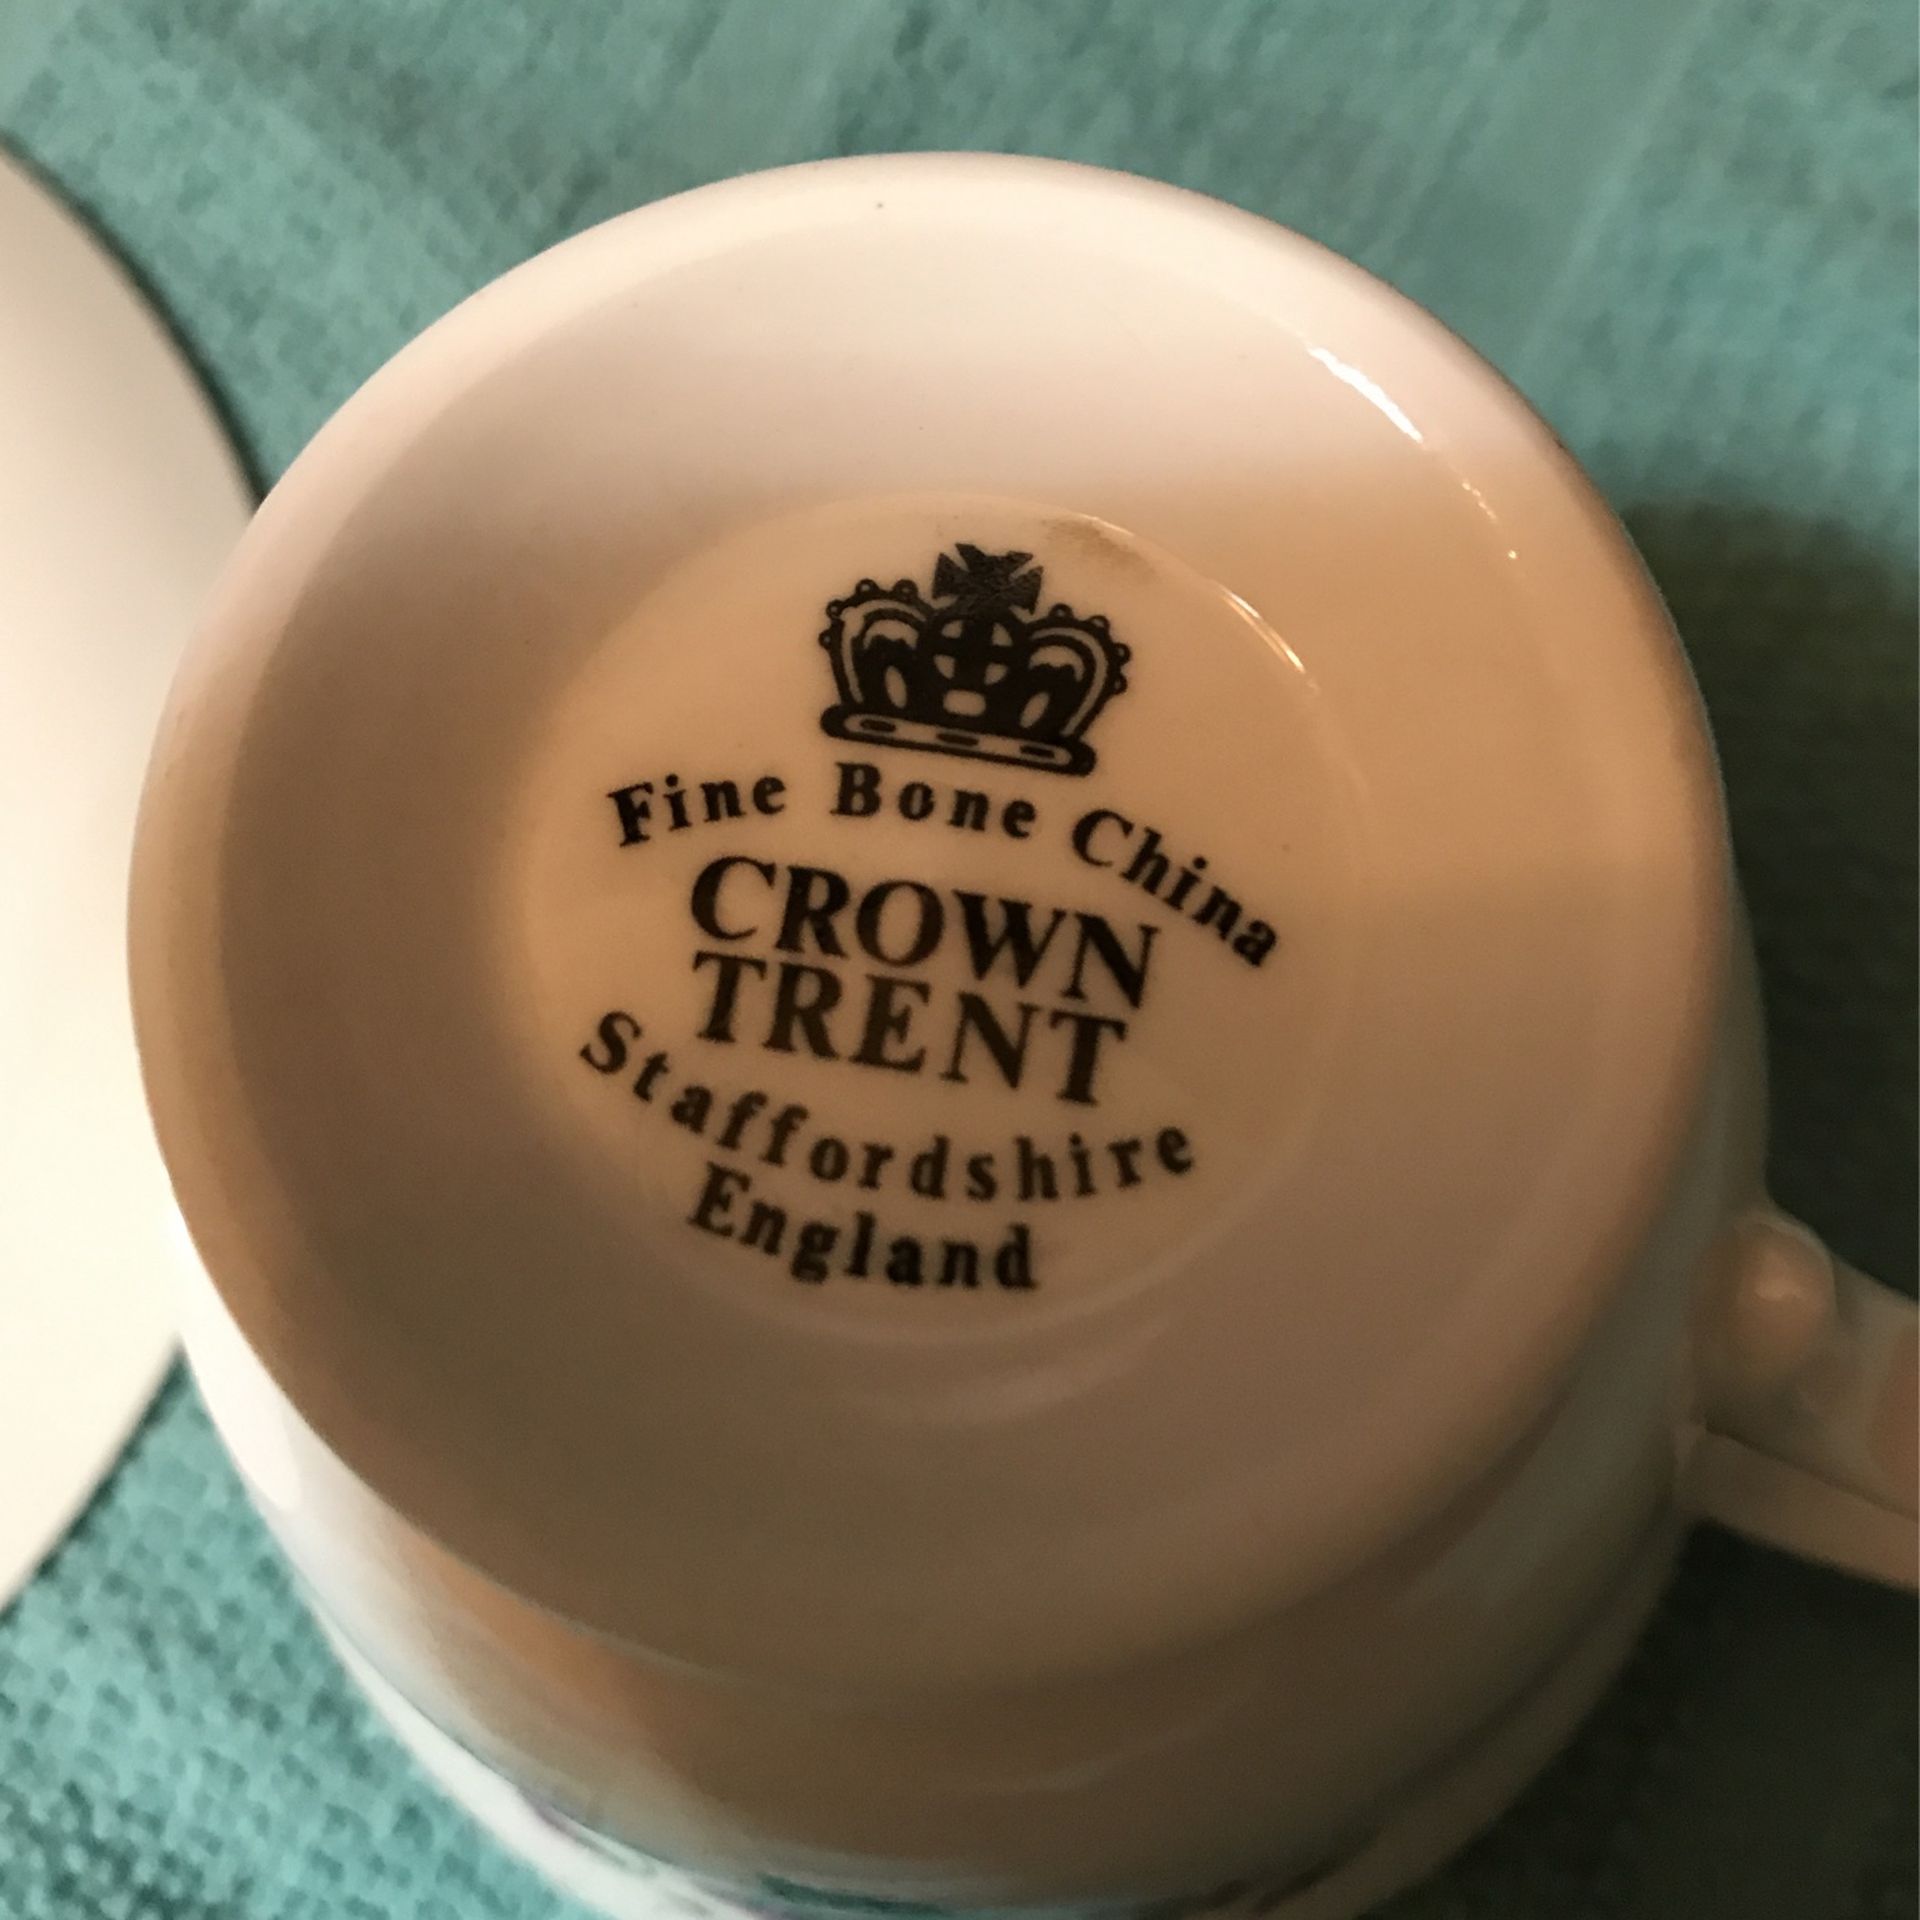 Fine Bone China
CROWN
TRENT
Staffordshire
England